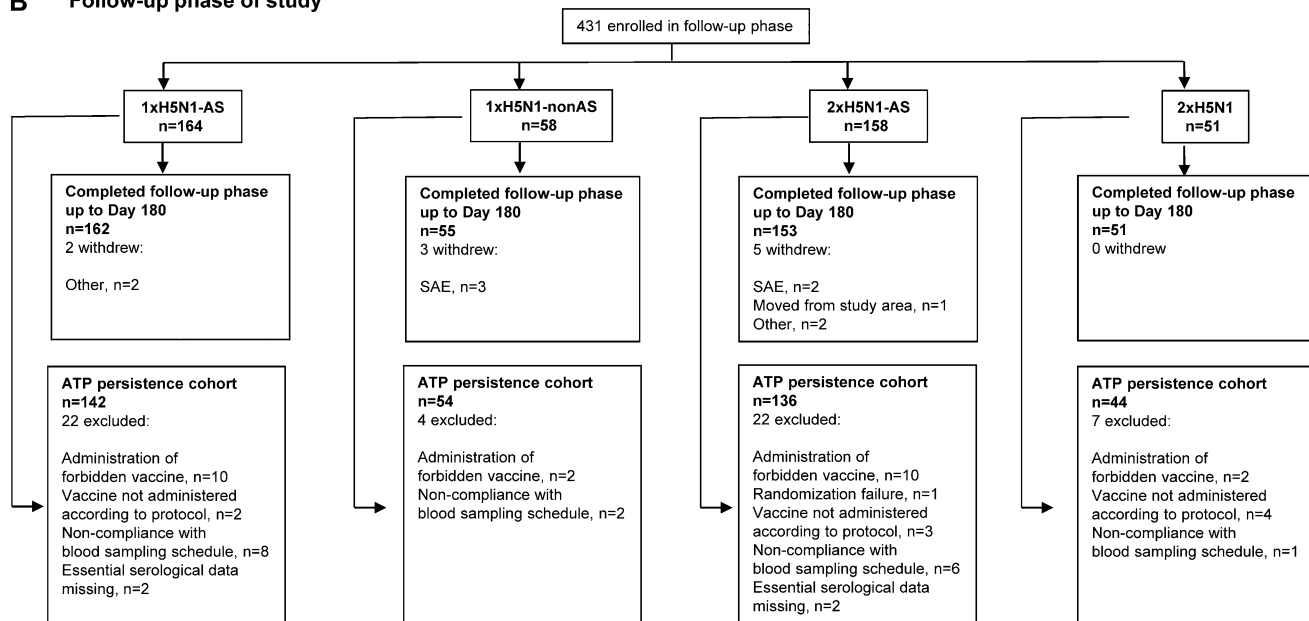 B Follow-up phase of study
431 enrolled in follow-up phase
1xH5N1-AS
n=164
1xH5N1-nonAS
n=58
2xH5N1-AS
n=158
2xH5N1
n=51
Completed follow-up phase
up to Day 180
n=162
2 withdrew:
Other, n=2
Completed follow-up phase
up to Day 180
n=55
3 withdrew:
SAE, n=3
Completed follow-up phase
up to Day 180
n=153
5 withdrew:
SAE, n=2
Moved from study area, n=1
Other, n=2
Completed follow-up phase
up to Day 180
n=51
0 withdrew
ATP persistence cohort
n=142
22 excluded:
Administration of
forbidden vaccine, n=10
Vaccine not administered
according to protocol, n=2
Non-compliance with
blood sampling schedule, n=8
Essential serological data
missing, n=2
ATP persistence cohort
n=54
4 excluded:
Administration of
forbidden vaccine, n=2
Non-compliance with
blood sampling schedule, n=2
ATP persistence cohort
n=136
22 excluded:
Administration of
forbidden vaccine, n=10
Randomization failure, n=1
Vaccine not administered
according to protocol, n=3
Non-compliance with
blood sampling schedule, n=6
Essential serological data
missing, n=2
ATP persistence cohort
n=44
7 excluded:
Administration of
forbidden vaccine, n=2
Vaccine not administered
according to protocol, n=4
Non-compliance with
blood sampling schedule, n=1